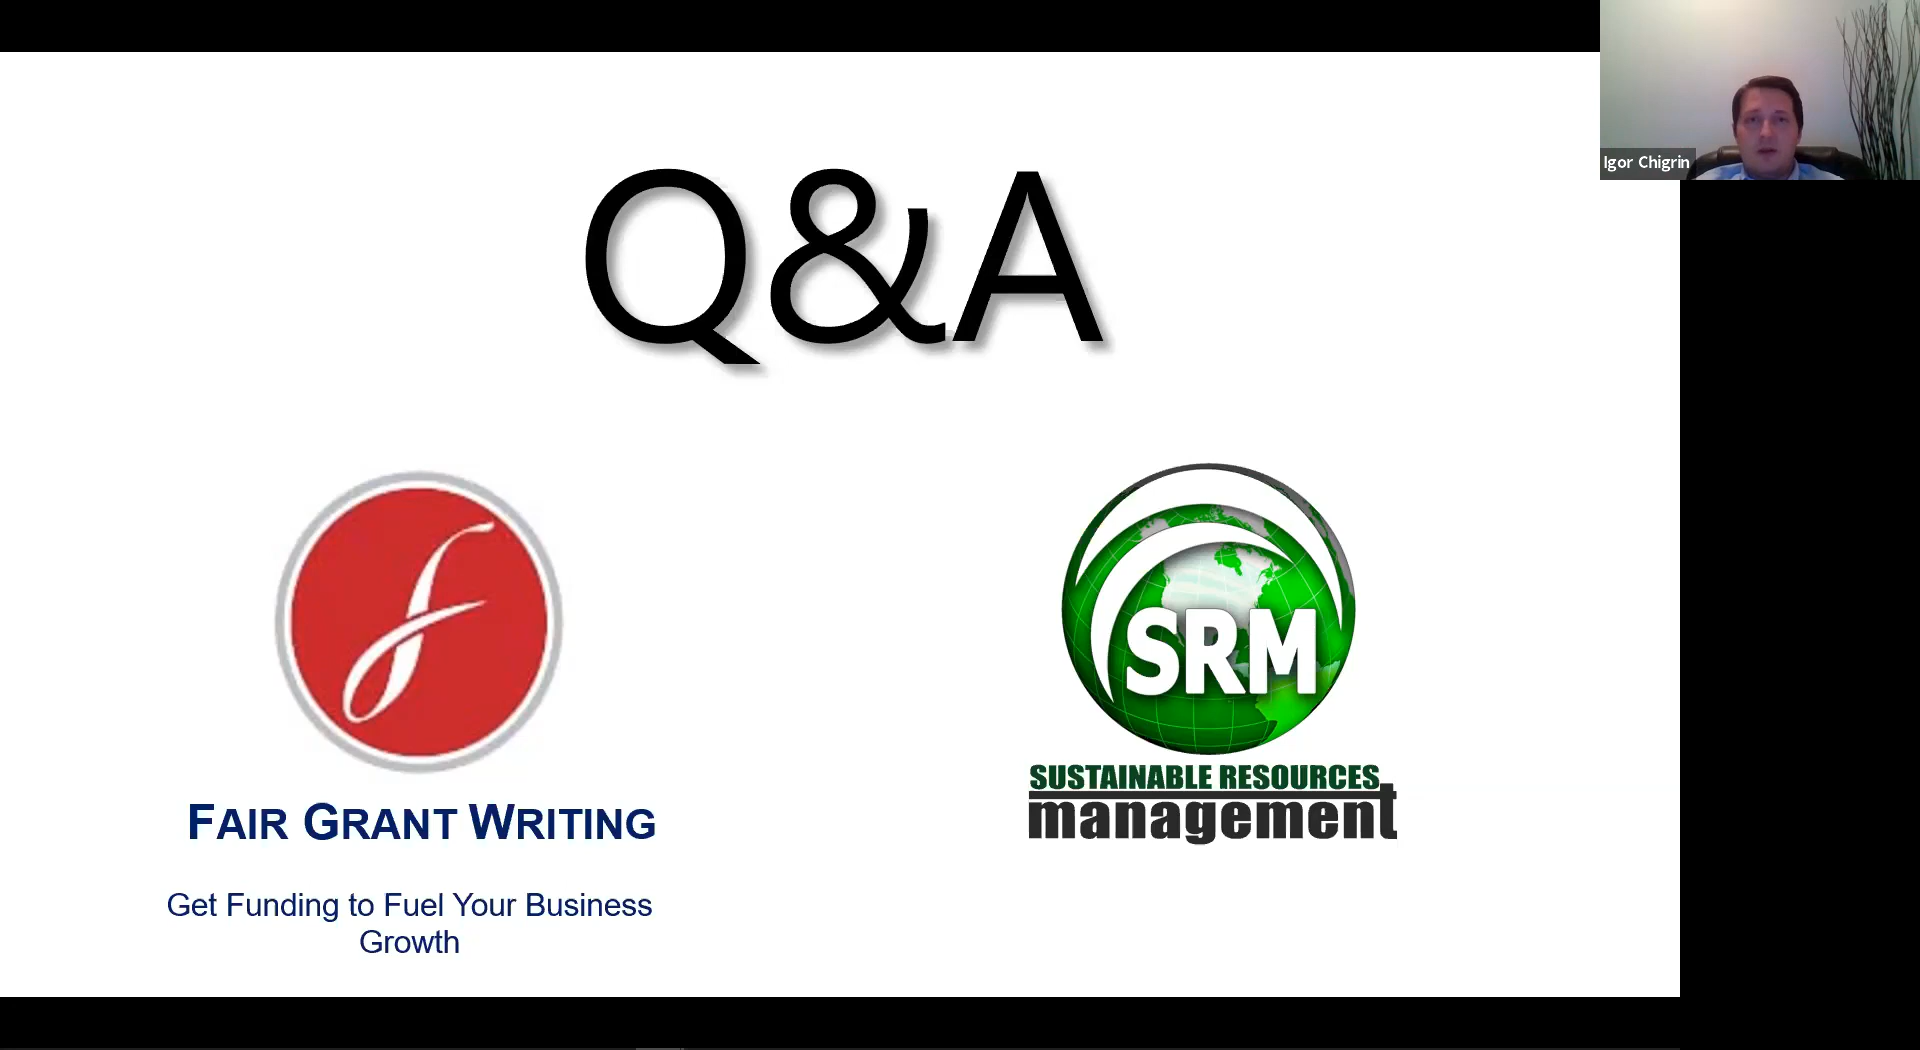 Q&A
Igor Chigrin
f
FAIR GRANT WRITING
Get Funding to Fuel Your Business
Growth
SRM
SUSTAINABLE RESOURCES
management